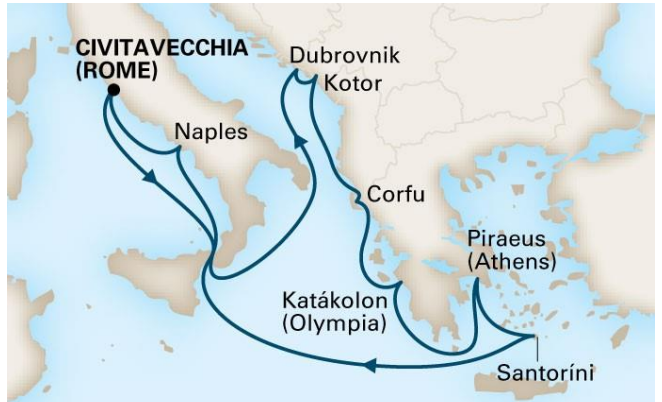 CIVITAVECCHIA
(ROME)
Dubrovnik
Kotor
Naples
Corfu
Piraeus
(Athens)
Katákolon
(Olympia)
Santoríni